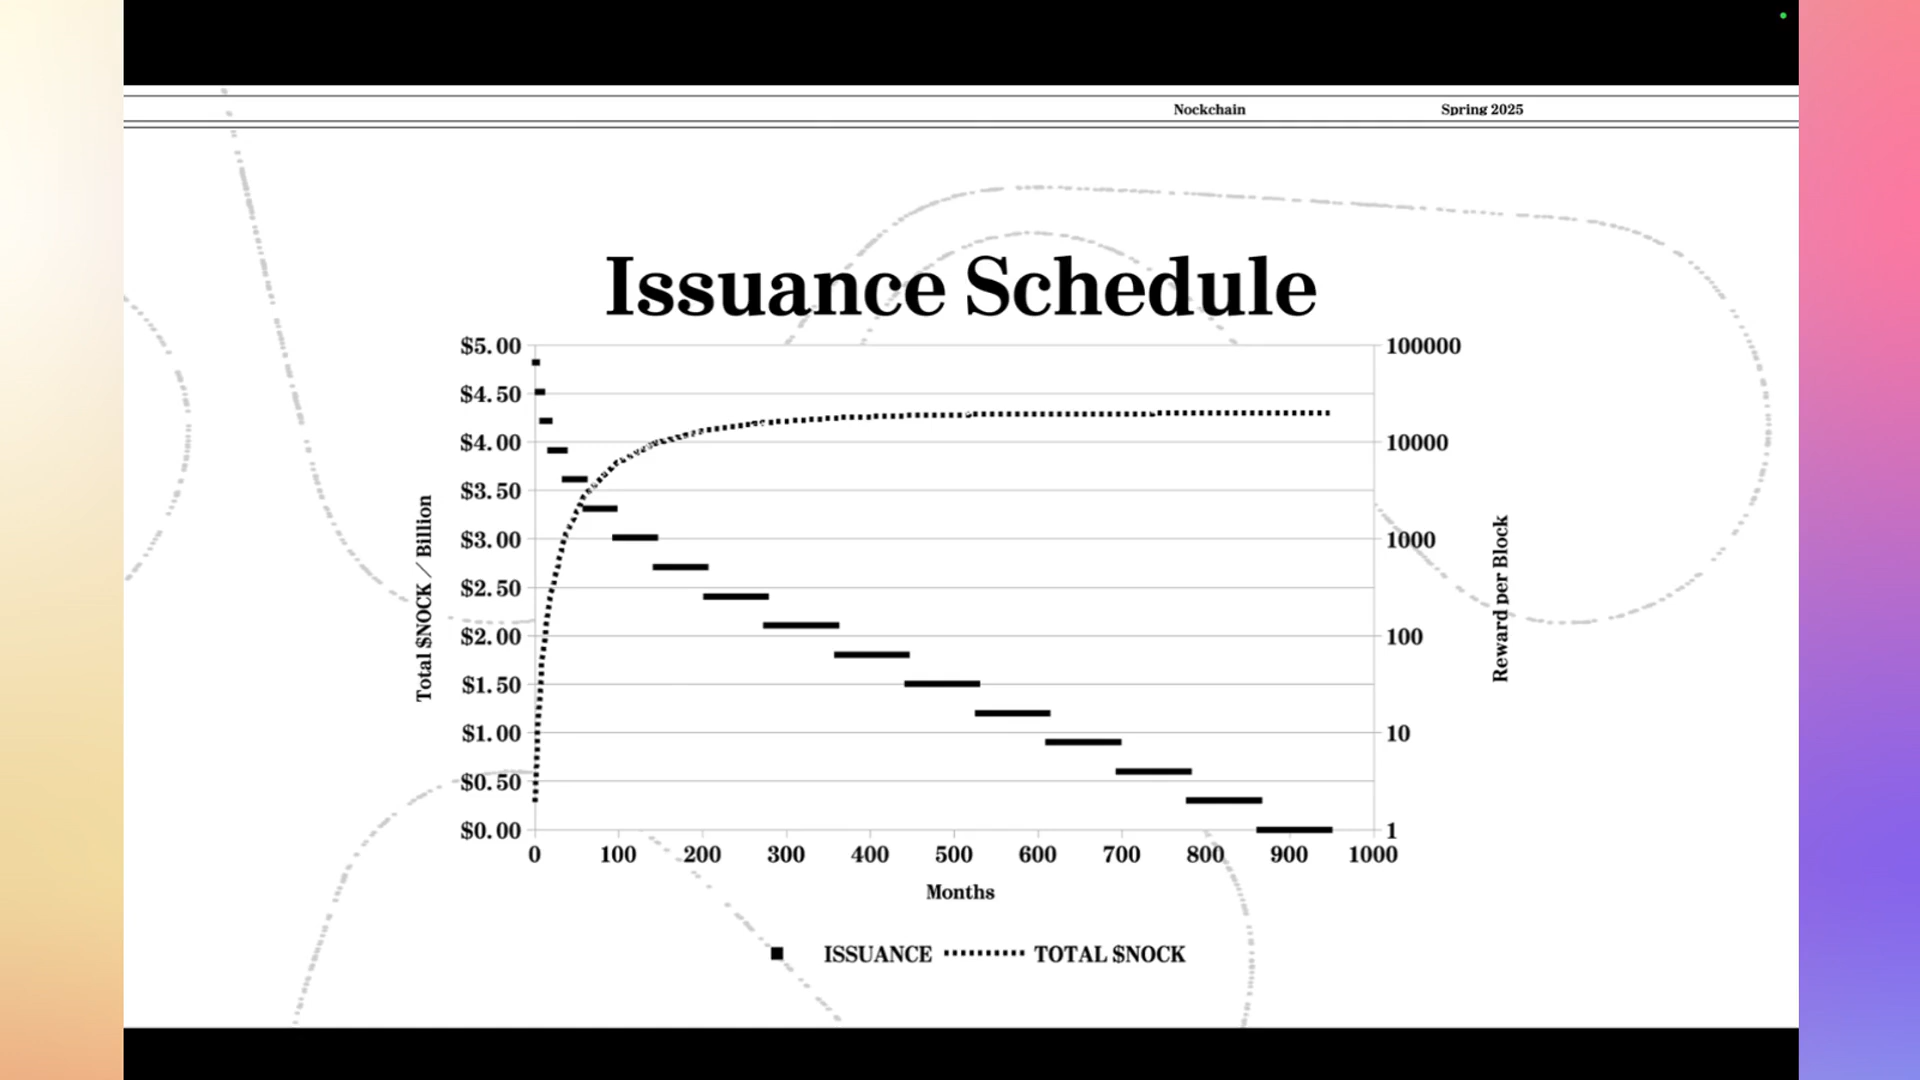 Nockchain Spring 2025
Issuance Schedule
$5.00
$4.50
$4.00
$3.50
$3.00
$2.50
$2.00
$1.50
$1.00
$0.50
$0.00
Total $NOCK / Billion
100000
10000
1000
100
10
1
Reward per Block
0 100 200 300 400 500 600 700 800 900 1000
Months
ISSUANCE TOTAL $NOCK